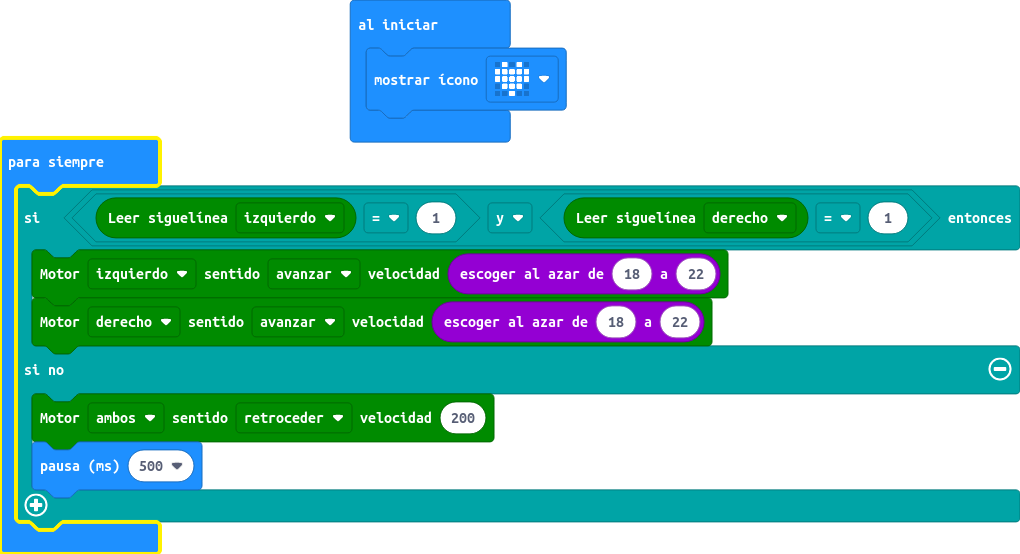 al iniciar
mostrar ícono
para siempre
si Leer siguelínea izquierdo = 1 y Leer siguelínea derecho = 1 entonces
Motor izquierdo sentido avanzar velocidad escoger al azar de 18 a 22
Motor derecho sentido avanzar velocidad escoger al azar de 18 a 22
si no
Motor ambos sentido retroceder velocidad 200
pausa (ms) 500